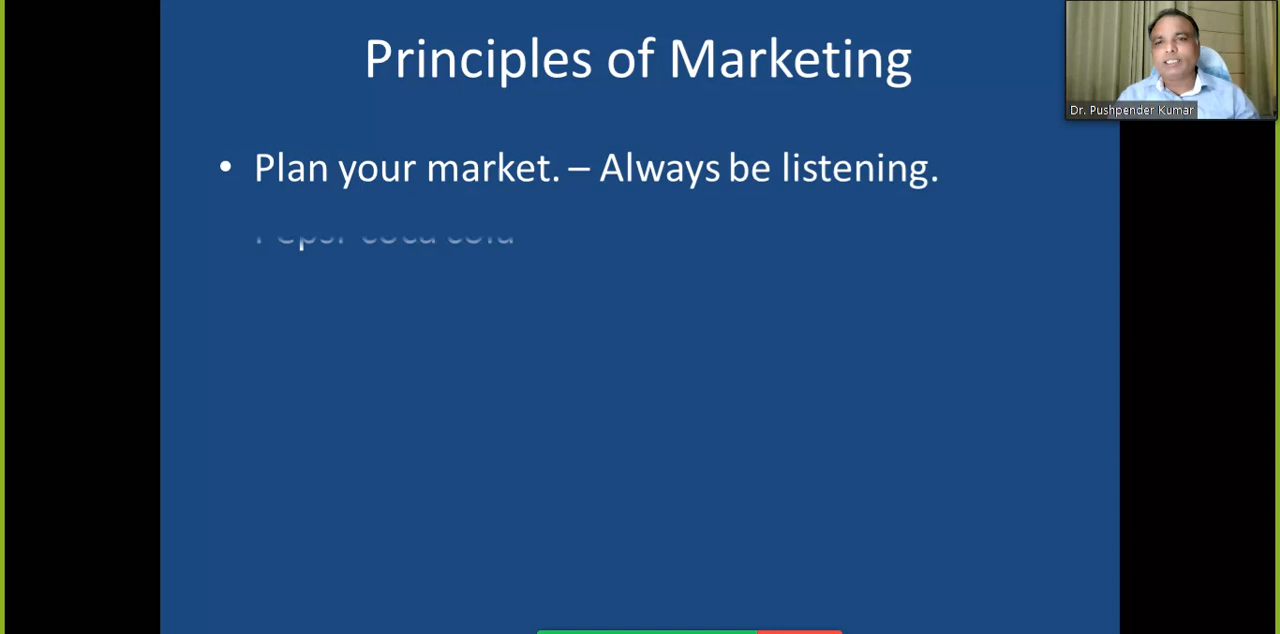 Principles of Marketing
Dr. Pushpender Kumar
• Plan your market. – Always be listening.